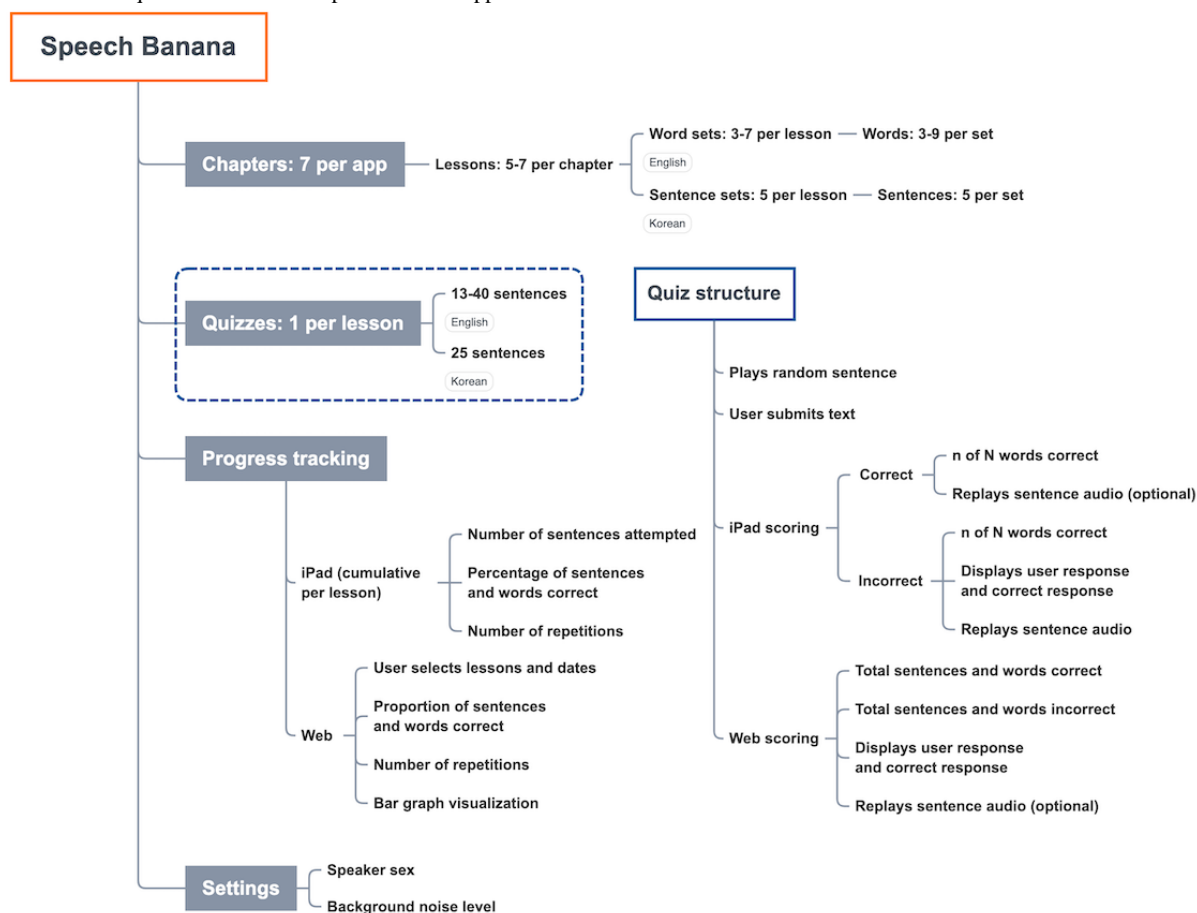 Speech Banana
Chapters: 7 per app
Lessons: 5-7 per chapter
Word sets: 3-7 per lesson
Words: 3-9 per set
English
Sentence sets: 5 per lesson
Sentences: 5 per set
Korean
Quizzes: 1 per lesson
13-40 sentences
English
25 sentences
Korean
Progress tracking
iPad (cumulative
per lesson)
Number of sentences attempted
Percentage of sentences
and words correct
Number of repetitions
Web
User selects lessons and dates
Proportion of sentences
and words correct
Number of repetitions
Bar graph visualization
Settings
Speaker sex
Background noise level
Quiz structure
Plays random sentence
User submits text
iPad scoring
Correct
n of N words correct
Replays sentence audio (optional)
Incorrect
n of N words correct
Displays user response
and correct response
Replays sentence audio
Web scoring
Total sentences and words correct
Total sentences and words incorrect
Displays user response
and correct response
Replays sentence audio (optional)